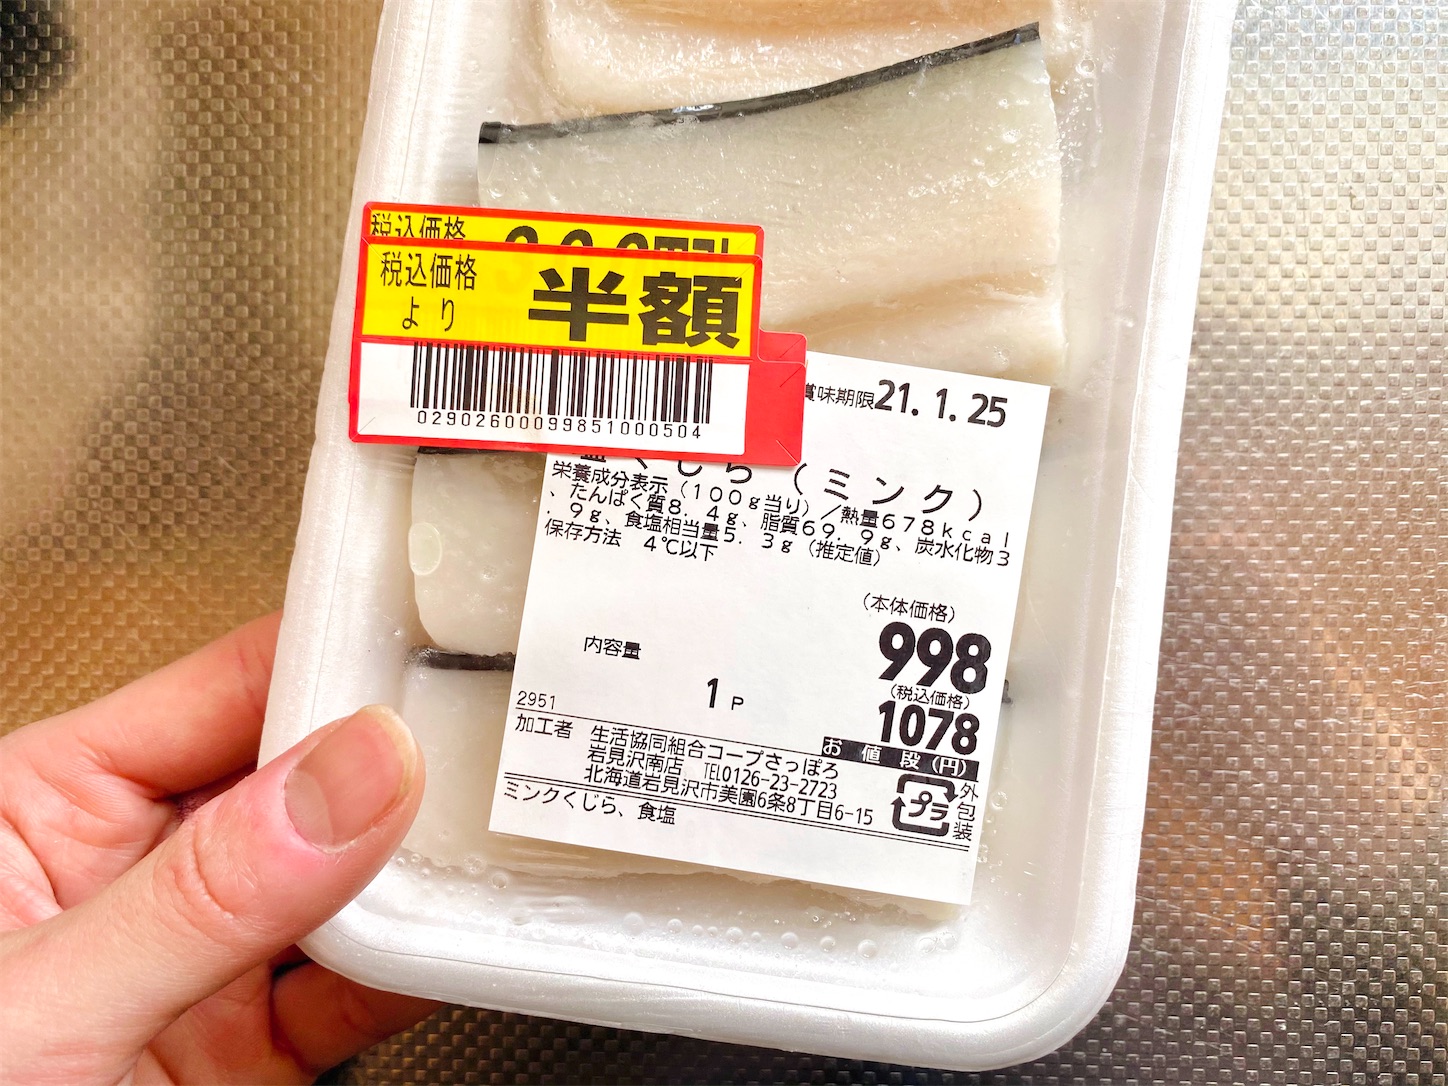 税込価格
税込価格
より
半額
02902600099851000504
賞味期限21.1.25
塩くじら（ミンク）
栄養成分表示（100g当り）／熱量678kcal
、たんぱく質8.4g、脂質69.9g、炭水化物3
.9g、食塩相当量5.3g（推定値）
保存方法 4℃以下
（本体価格）
998
内容量
（税込価格）
1P
1078
お値段（円）
2951
加工者 生活協同組合コープさっぽろ
岩見沢南店 TEL0126-23-2723
北海道岩見沢市美園6条8丁目6-15
プラ
外包装
ミンクくじら、食塩